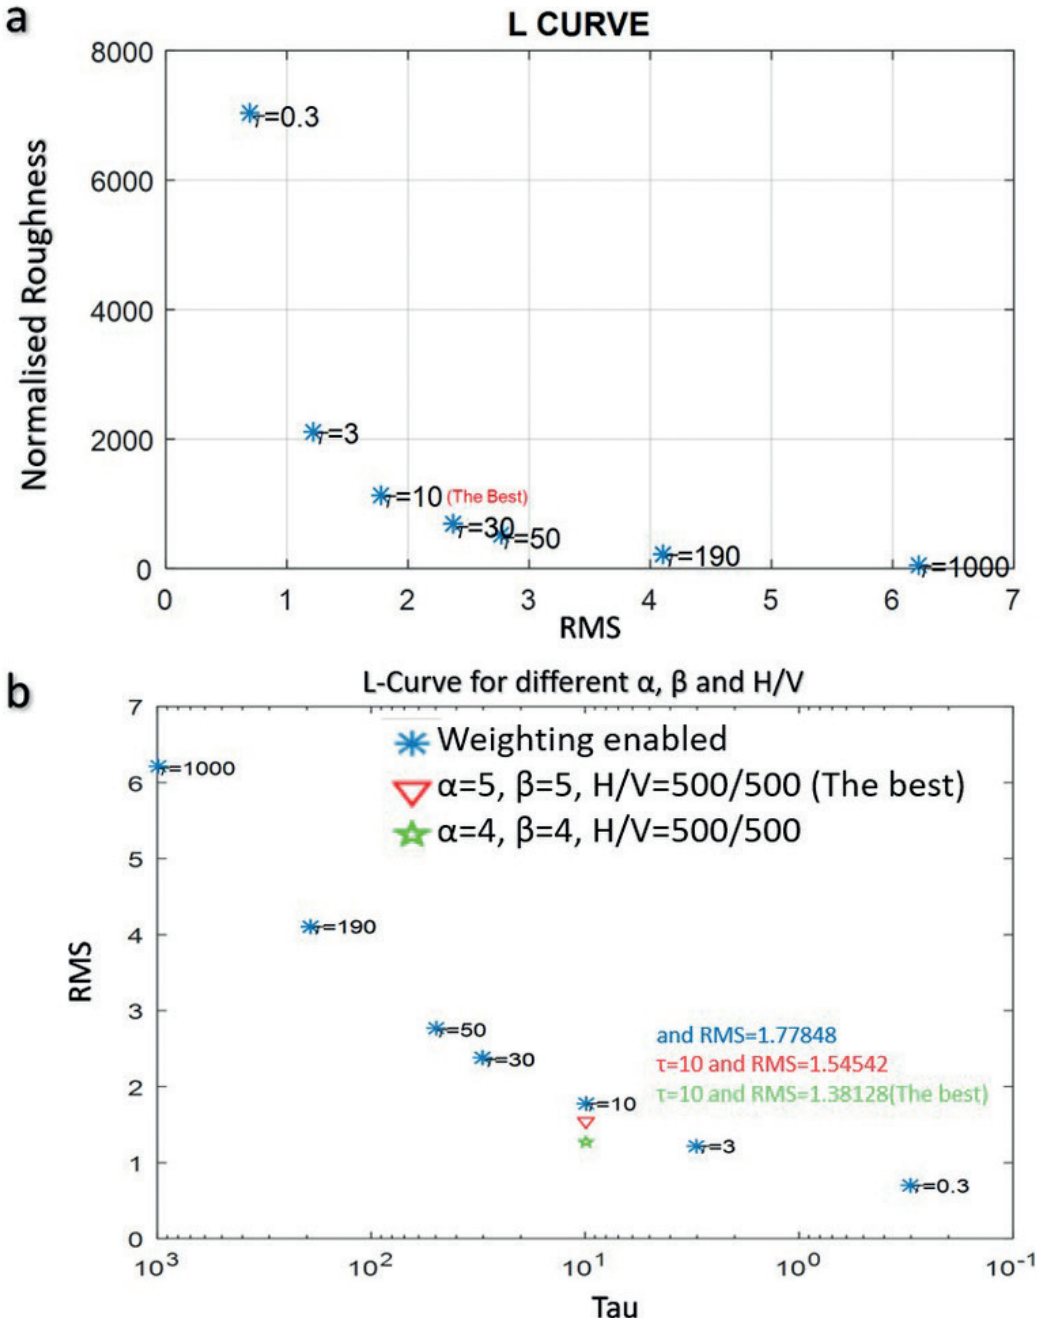 a
L CURVE
Normalised Roughness
8000
6000
4000
2000
0
τ=0.3
τ=3
τ=10 (The Best)
τ=30
τ=50
τ=190
τ=1000
0 1 2 3 4 5 6 7
RMS
b
L-Curve for different α, β and H/V
Weighting enabled
α=5, β=5, H/V=500/500 (The best)
α=4, β=4, H/V=500/500
RMS
7
6
5
4
3
2
1
0
τ=1000
τ=190
τ=50
τ=30
τ=10
τ=3
τ=0.3
and RMS=1.77848
τ=10 and RMS=1.54542
τ=10 and RMS=1.38128(The best)
10³ 10² 10¹ 10⁰ 10⁻¹
Tau